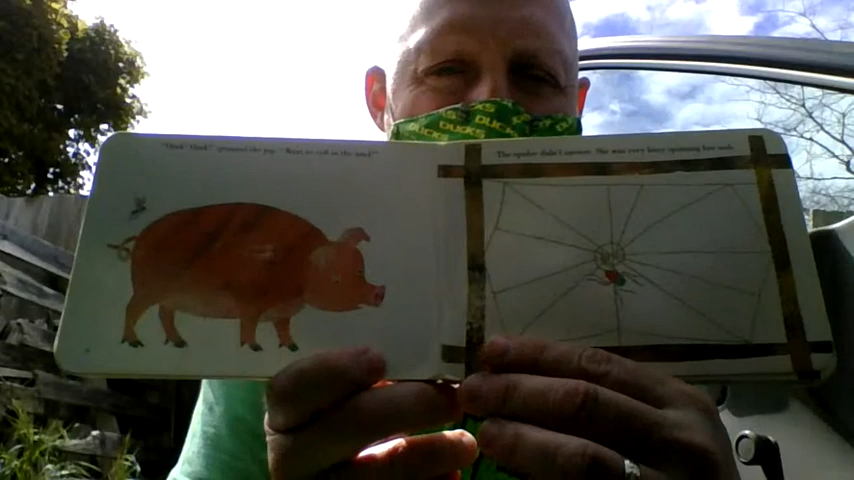 DUCKS
DUCKS
DUCKS
"Oink! Oink!" grunted the pig. "Want to roll in the mud?"
The spider didn't answer. She was very busy spinning her web.